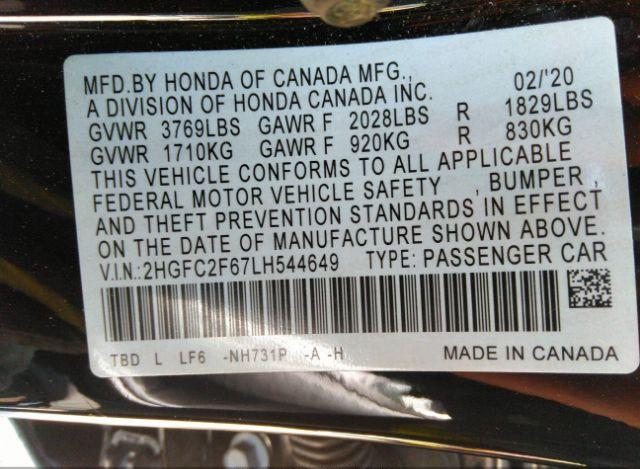 MFD.BY HONDA OF CANADA MFG.,
A DIVISION OF HONDA CANADA INC. 02/'20
GVWR 3769LBS GAWR F 2028LBS R 1829LBS
GVWR 1710KG GAWR F 920KG R 830KG
THIS VEHICLE CONFORMS TO ALL APPLICABLE
FEDERAL MOTOR VEHICLE SAFETY , BUMPER ,
AND THEFT PREVENTION STANDARDS IN EFFECT
ON THE DATE OF MANUFACTURE SHOWN ABOVE.
V.I.N.:2HGFC2F67LH544649 TYPE: PASSENGER CAR
TBD L LF6 -NH731P -A -H MADE IN CANADA